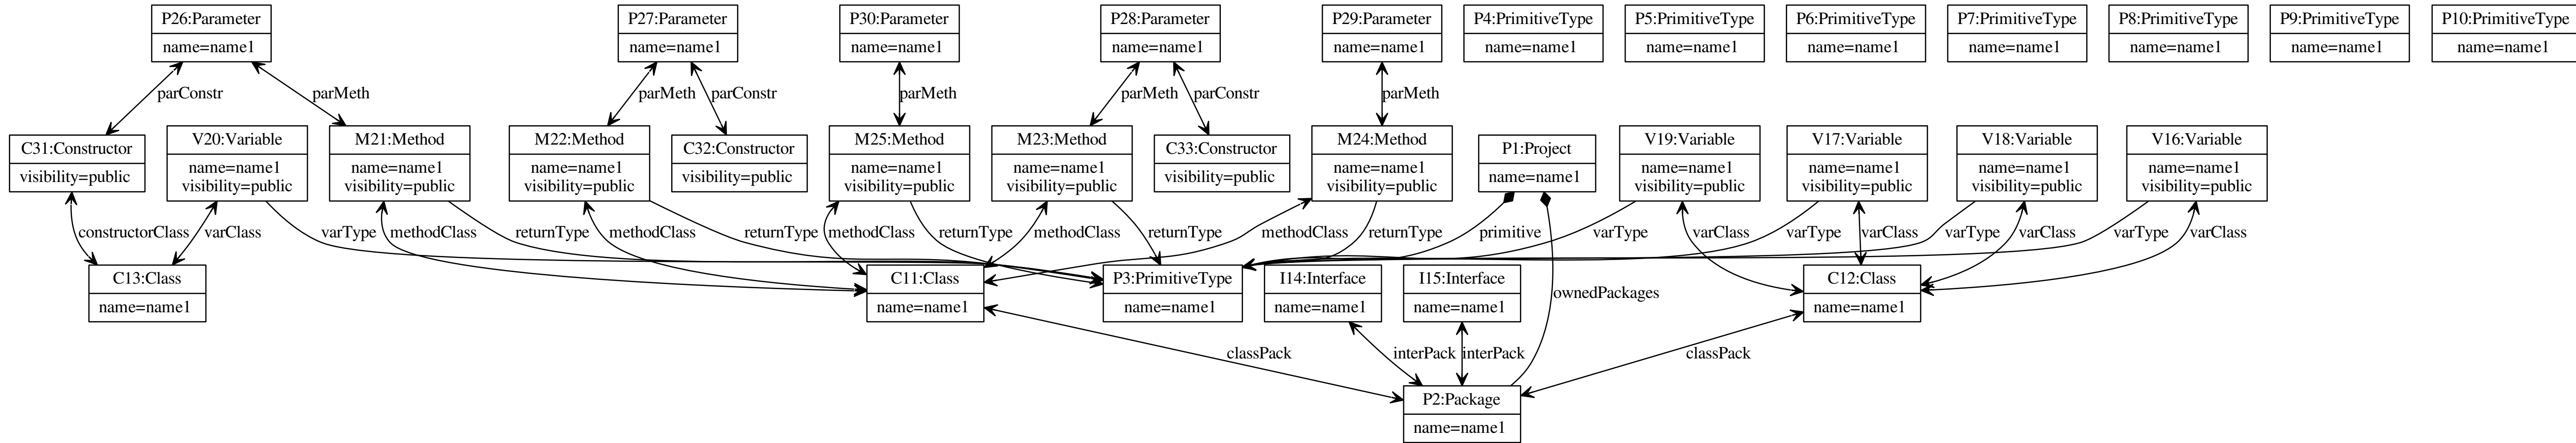 P26:Parameter
name=name1
P27:Parameter
name=name1
P30:Parameter
name=name1
P28:Parameter
name=name1
P29:Parameter
name=name1
P4:PrimitiveType
name=name1
P5:PrimitiveType
name=name1
P6:PrimitiveType
name=name1
P7:PrimitiveType
name=name1
P8:PrimitiveType
name=name1
P9:PrimitiveType
name=name1
P10:PrimitiveType
name=name1
parConstr
parMeth
parMeth
parConstr
parMeth
parMeth
parConstr
parMeth
C31:Constructor
visibility=public
V20:Variable
name=name1
visibility=public
M21:Method
name=name1
visibility=public
M22:Method
name=name1
visibility=public
C32:Constructor
visibility=public
M25:Method
name=name1
visibility=public
M23:Method
name=name1
visibility=public
C33:Constructor
visibility=public
M24:Method
name=name1
visibility=public
P1:Project
name=name1
V19:Variable
name=name1
visibility=public
V17:Variable
name=name1
visibility=public
V18:Variable
name=name1
visibility=public
V16:Variable
name=name1
visibility=public
constructorClass
varClass
varType
methodClass
returnType
methodClass
returnType
methodClass
returnType
methodClass
returnType
methodClass
returnType
primitive
varType
varClass
varType
varClass
varType
varClass
varType
varClass
C13:Class
name=name1
C11:Class
name=name1
P3:PrimitiveType
name=name1
I14:Interface
name=name1
I15:Interface
name=name1
ownedPackages
C12:Class
name=name1
classPack
interPack
interPack
classPack
P2:Package
name=name1